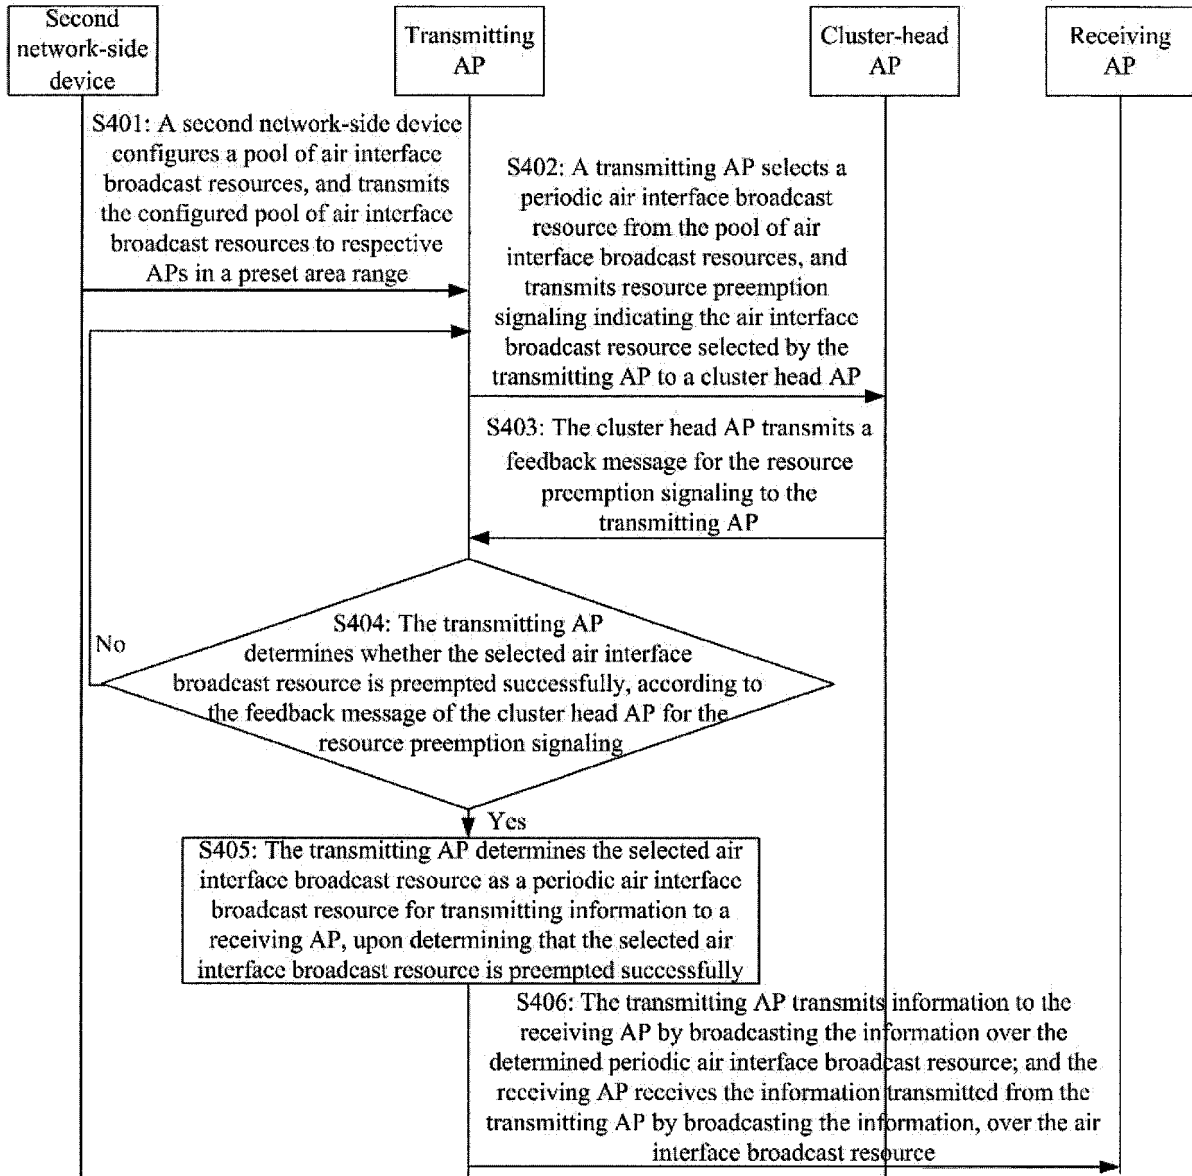 Second
network-side
device
Transmitting
AP
Cluster-head
AP
Receiving
AP
S401: A second network-side device
configures a pool of air interface
broadcast resources, and transmits
the configured pool of air interface
broadcast resources to respective
APs in a preset area range
S402: A transmitting AP selects a
periodic air interface broadcast
resource from the pool of air
interface broadcast resources, and
transmits resource preemption
signaling indicating the air interface
broadcast resource selected by the
transmitting AP to a cluster head AP
S403: The cluster head AP transmits a
feedback message for the resource
preemption signaling to the
transmitting AP
No
S404: The transmitting AP
determines whether the selected air interface
broadcast resource is preempted successfully, according to
the feedback message of the cluster head AP for the
resource preemption signaling
Yes
S405: The transmitting AP determines the selected air
interface broadcast resource as a periodic air interface
broadcast resource for transmitting information to a
receiving AP, upon determining that the selected air
interface broadcast resource is preempted successfully
S406: The transmitting AP transmits information to the
receiving AP by broadcasting the information over the
determined periodic air interface broadcast resource; and the
receiving AP receives the information transmitted from the
transmitting AP by broadcasting the information, over the air
interface broadcast resource